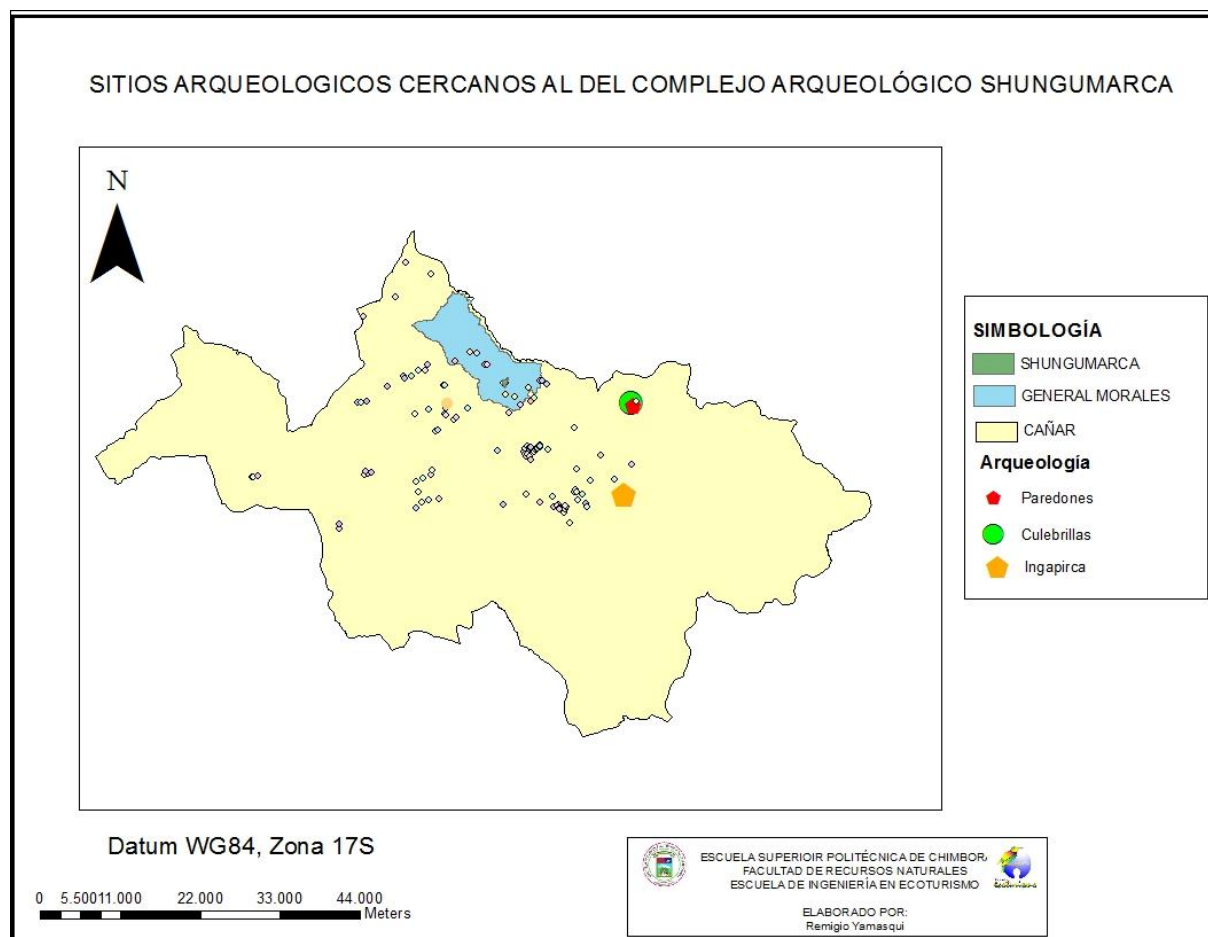 SITIOS ARQUEOLOGICOS CERCANOS AL DEL COMPLEJO ARQUEOLÓGICO SHUNGUMARCA
N
SIMBOLOGÍA
SHUNGUMARCA
GENERAL MORALES
CAÑAR
Arqueología
Paredones
Culebrillas
Ingapirca
Datum WG84, Zona 17S
0 5.500 11.000 22.000 33.000 44.000
Meters
ESCUELA SUPERIOIR POLITÉCNICA DE CHIMBOR
FACULTAD DE RECURSOS NATURALES
ESCUELA DE INGENIERÍA EN ECOTURISMO
ELABORADO POR:
Remigio Yamasqui